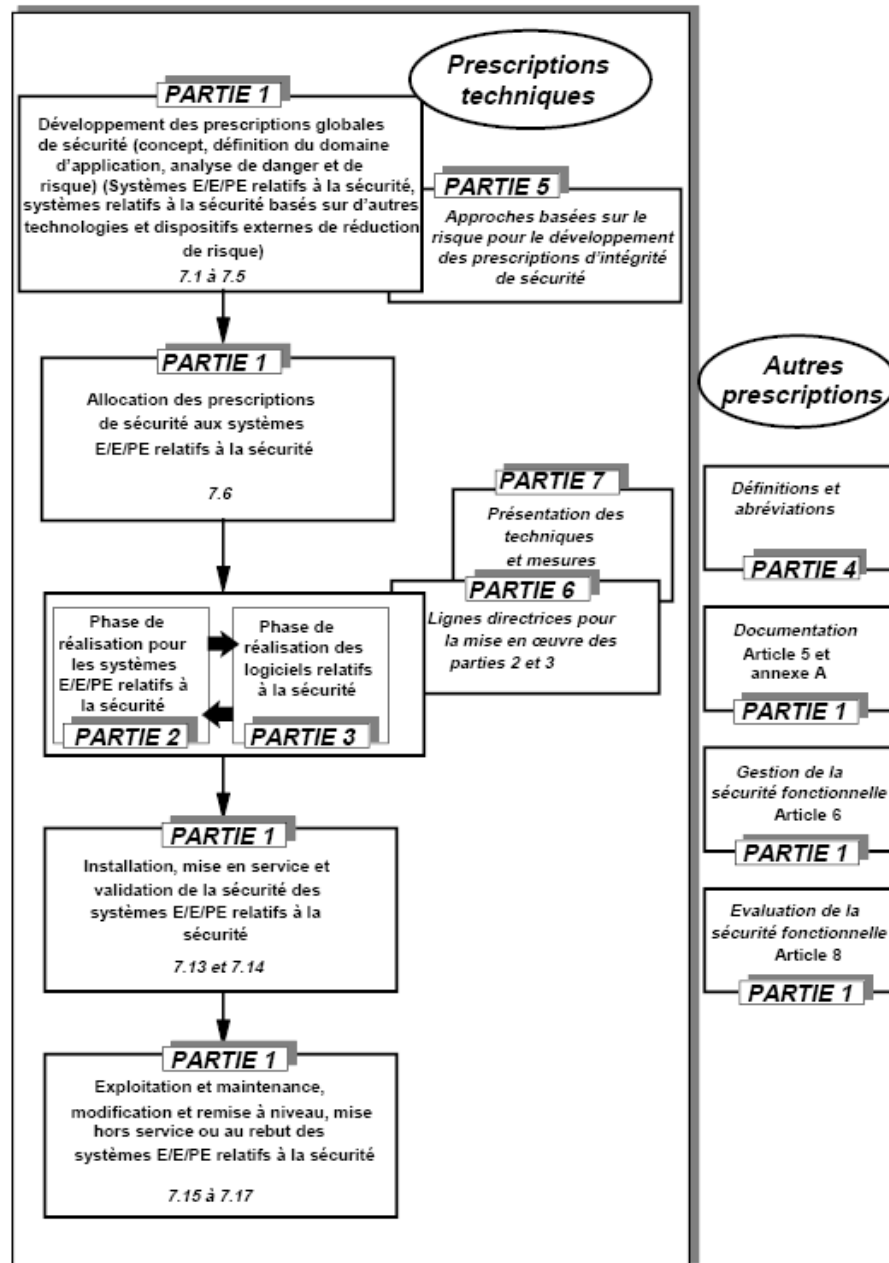 Prescriptions
techniques
PARTIE 1
Développement des prescriptions globales
de sécurité (concept, définition du domaine
d'application, analyse de danger et de
risque) (Systèmes E/E/PE relatifs à la sécurité,
systèmes relatifs à la sécurité basés sur d'autres
technologies et dispositifs externes de réduction
de risque)
7.1 à 7.5
PARTIE 5
Approches basées sur le
risque pour le développement
des prescriptions d'intégrité
de sécurité
PARTIE 1
Allocation des prescriptions
de sécurité aux systèmes
E/E/PE relatifs à la sécurité
7.6
PARTIE 7
Présentation des
techniques
et mesures
PARTIE 6
Lignes directrices pour
la mise en œuvre des
parties 2 et 3
Phase de
réalisation pour
les systèmes
E/E/PE relatifs à
la sécurité
PARTIE 2
Phase de
réalisation des
logiciels relatifs
à la sécurité
PARTIE 3
PARTIE 1
Installation, mise en service et
validation de la sécurité des
systèmes E/E/PE relatifs à la
sécurité
7.13 et 7.14
PARTIE 1
Exploitation et maintenance,
modification et remise à niveau, mise
hors service ou au rebut des
systèmes E/E/PE relatifs à la sécurité
7.15 à 7.17
Autres
prescriptions
Définitions et
abréviations
PARTIE 4
Documentation
Article 5 et
annexe A
PARTIE 1
Gestion de la
sécurité fonctionnelle
Article 6
PARTIE 1
Evaluation de la
sécurité fonctionnelle
Article 8
PARTIE 1